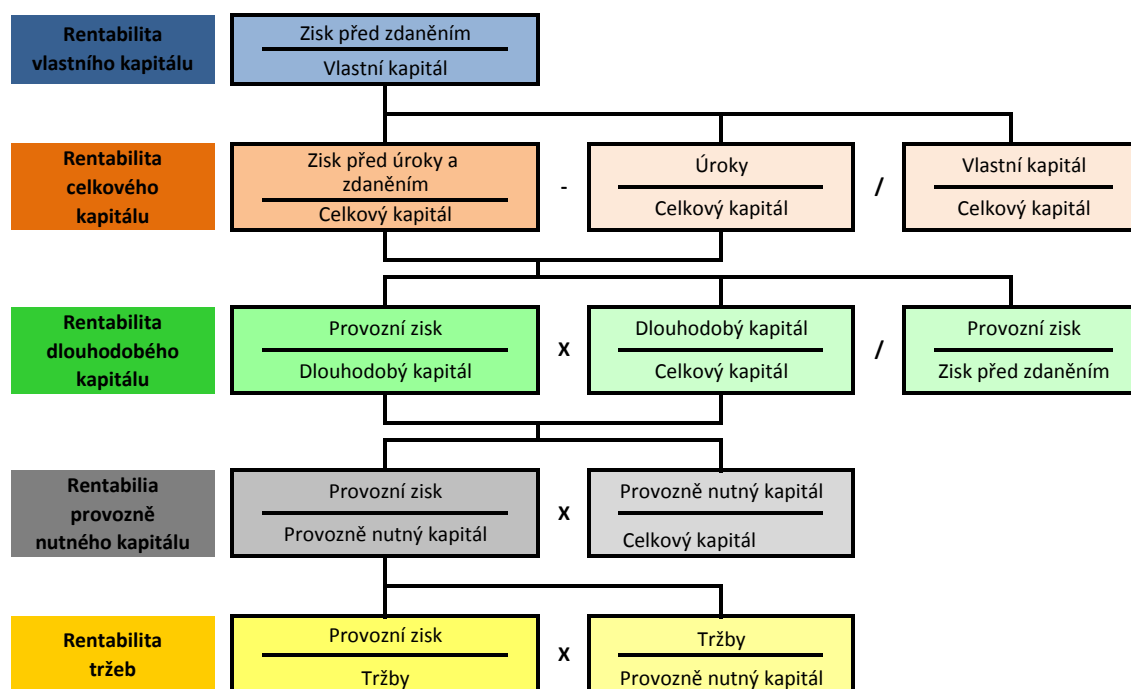 Rentabilita
vlastního kapitálu
Zisk před zdaněním
Vlastní kapitál
Rentabilita
celkového
kapitálu
Zisk před úroky a
zdaněním
Celkový kapitál
-
Úroky
Celkový kapitál
/
Vlastní kapitál
Celkový kapitál
Rentabilita
dlouhodobého
kapitálu
Provozní zisk
Dlouhodobý kapitál
X
Dlouhodobý kapitál
Celkový kapitál
/
Provozní zisk
Zisk před zdaněním
Rentabilia
provozně
nutného kapitálu
Provozní zisk
Provozně nutný kapitál
X
Provozně nutný kapitál
Celkový kapitál
Rentabilita
tržeb
Provozní zisk
Tržby
X
Tržby
Provozně nutný kapitál